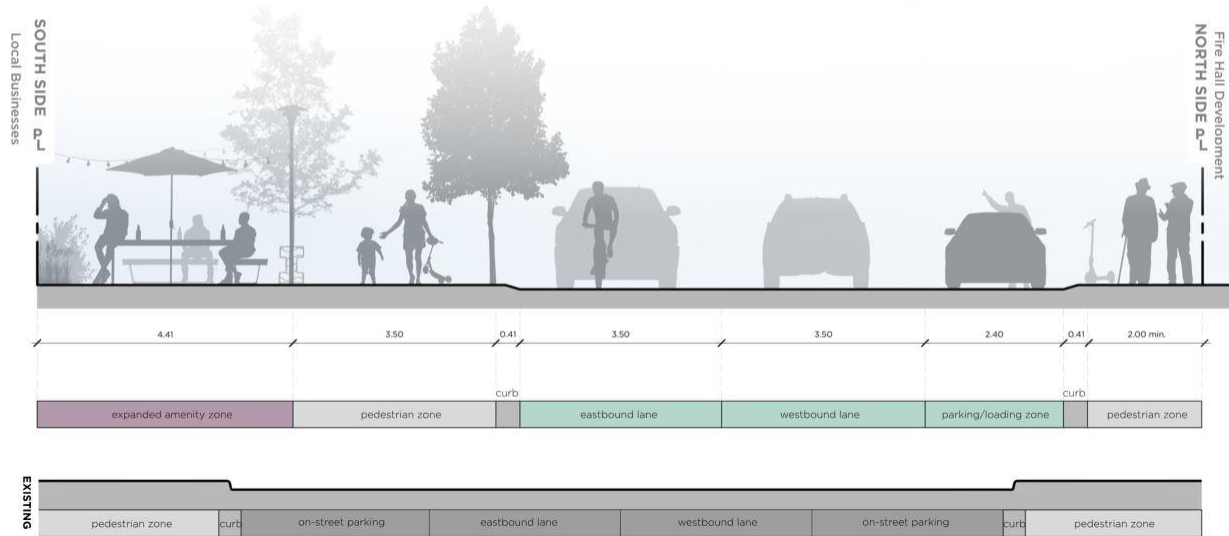 SOUTH SIDE PL
Local Businesses
Fire Hall Development
NORTH SIDE PL
4.41
3.50
0.41
3.50
3.50
2.40
0.41
2.00 min.
curb
curb
expanded amenity zone
pedestrian zone
eastbound lane
westbound lane
parking/loading zone
pedestrian zone
EXISTING
pedestrian zone
curb
on-street parking
eastbound lane
westbound lane
on-street parking
curb
pedestrian zone